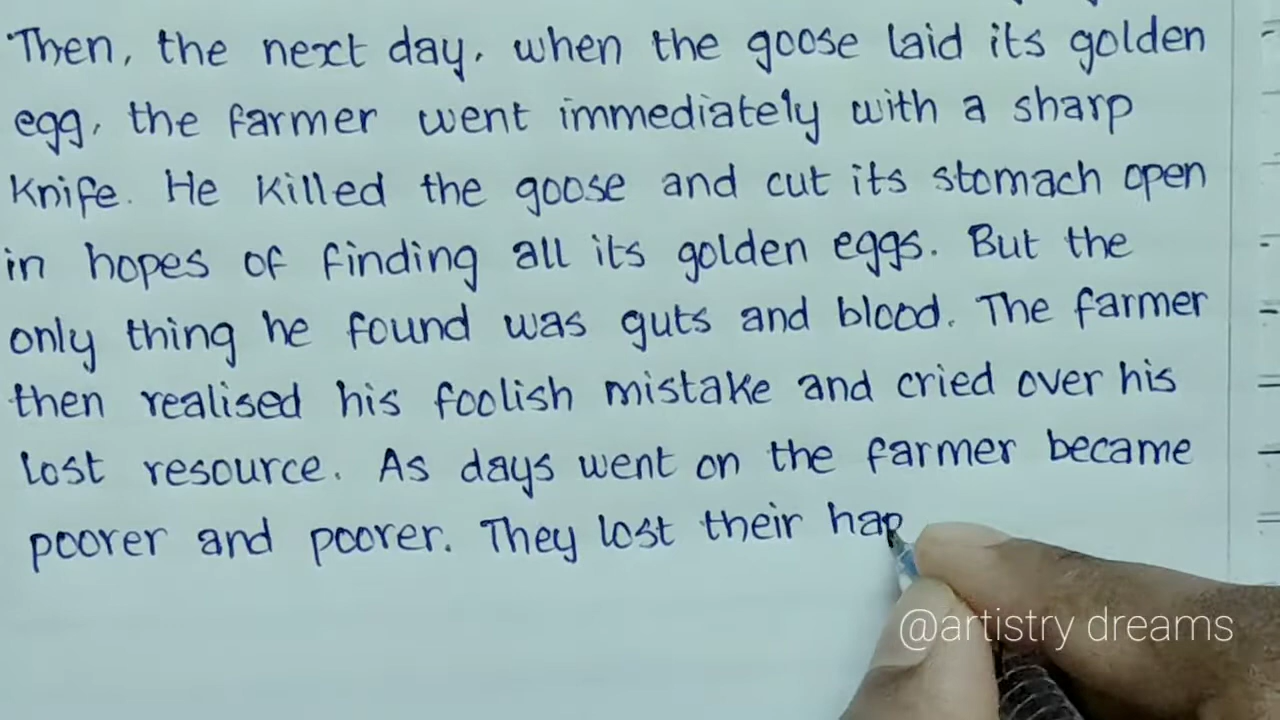 Then, the next day, when the goose laid its golden
egg, the farmer went immediately with a sharp
knife. He killed the goose and cut its stomach open
in hopes of finding all its golden eggs. But the
only thing he found was guts and blood. The farmer
then realised his foolish mistake and cried over his
lost resource. As days went on the farmer became
poorer and poorer. They lost their hap
@artistry dreams